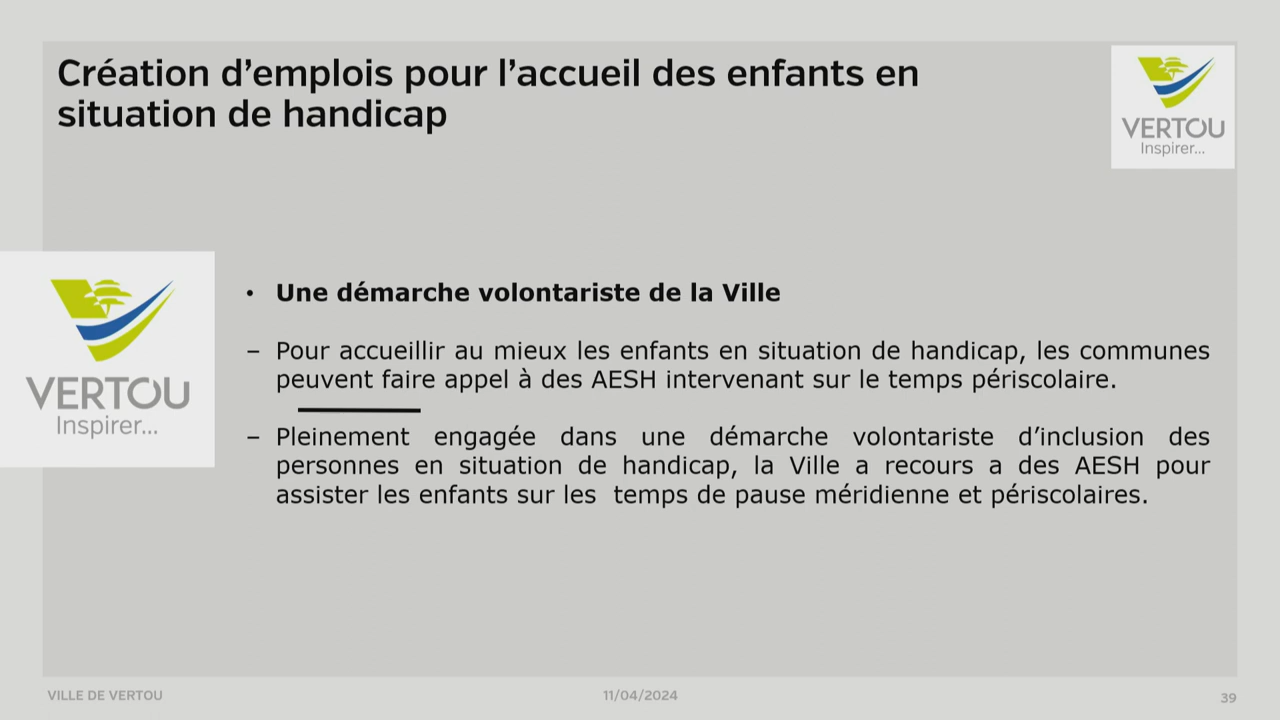 Création d’emplois pour l’accueil des enfants en
situation de handicap
VERTOU
Inspirer...
VERTOU
Inspirer...
• Une démarche volontariste de la Ville
– Pour accueillir au mieux les enfants en situation de handicap, les communes
peuvent faire appel à des AESH intervenant sur le temps périscolaire.
– Pleinement engagée dans une démarche volontariste d’inclusion des
personnes en situation de handicap, la Ville a recours a des AESH pour
assister les enfants sur les  temps de pause méridienne et périscolaires.
VILLE DE VERTOU
11/04/2024
39